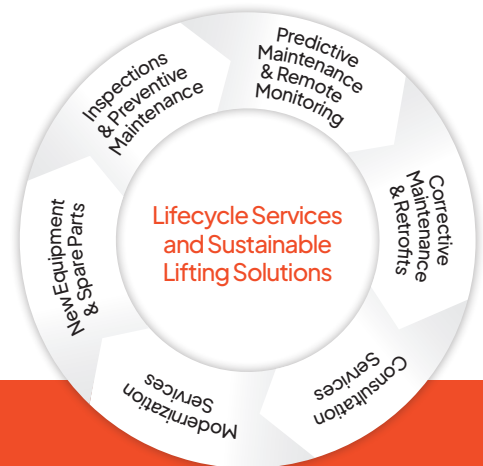 Lifecycle Services
and Sustainable
Lifting Solutions
Inspections
& Preventive
Maintenance
Predictive
Maintenance
& Remote
Monitoring
Corrective
Maintenance
& Retrofits
Consultation
Services
Modernization
Services
New Equipment
& Spare Parts